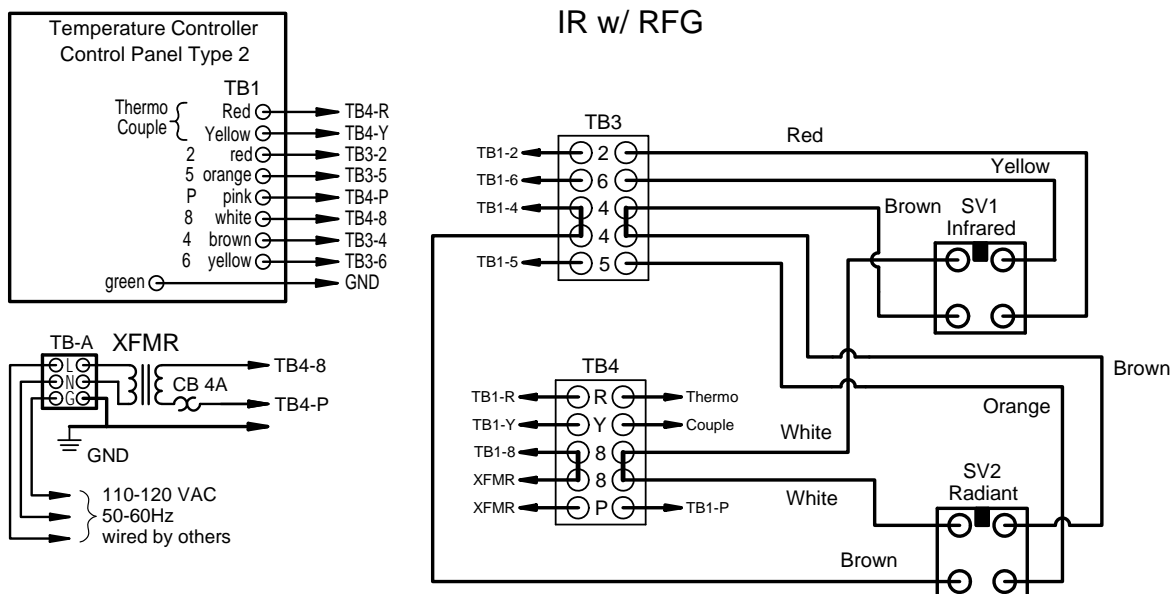 IR w/ RFG
Temperature Controller
Control Panel Type 2
TB1
Thermo
Couple
Red TB4-R
Yellow TB4-Y
2 red TB3-2
5 orange TB3-5
P pink TB4-P
8 white TB4-8
4 brown TB3-4
6 yellow TB3-6
green GND
TB-A XFMR
L TB4-8
N CB 4A
G TB4-P
GND
110-120 VAC
50-60Hz
wired by others
TB3
TB1-2 2 Red
TB1-6 6 Yellow
TB1-4 4 Brown
4
TB1-5 5
SV1
Infrared
TB4
TB1-R R Thermo
TB1-Y Y Couple
TB1-8 8 White
XFMR 8 White
XFMR P TB1-P
Brown
Orange
SV2
Radiant
Brown